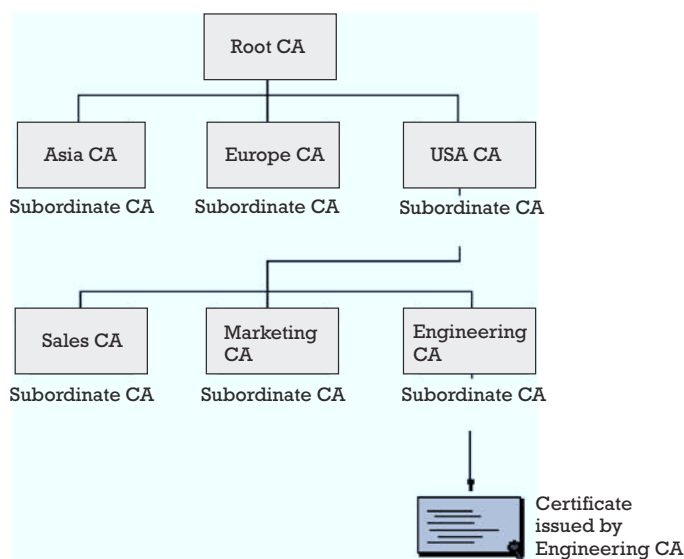 Root CA
Asia CA
Europe CA
USA CA
Subordinate CA
Subordinate CA
Subordinate CA
Sales CA
Marketing
CA
Engineering
CA
Subordinate CA
Subordinate CA
Subordinate CA
Certificate
issued by
Engineering CA